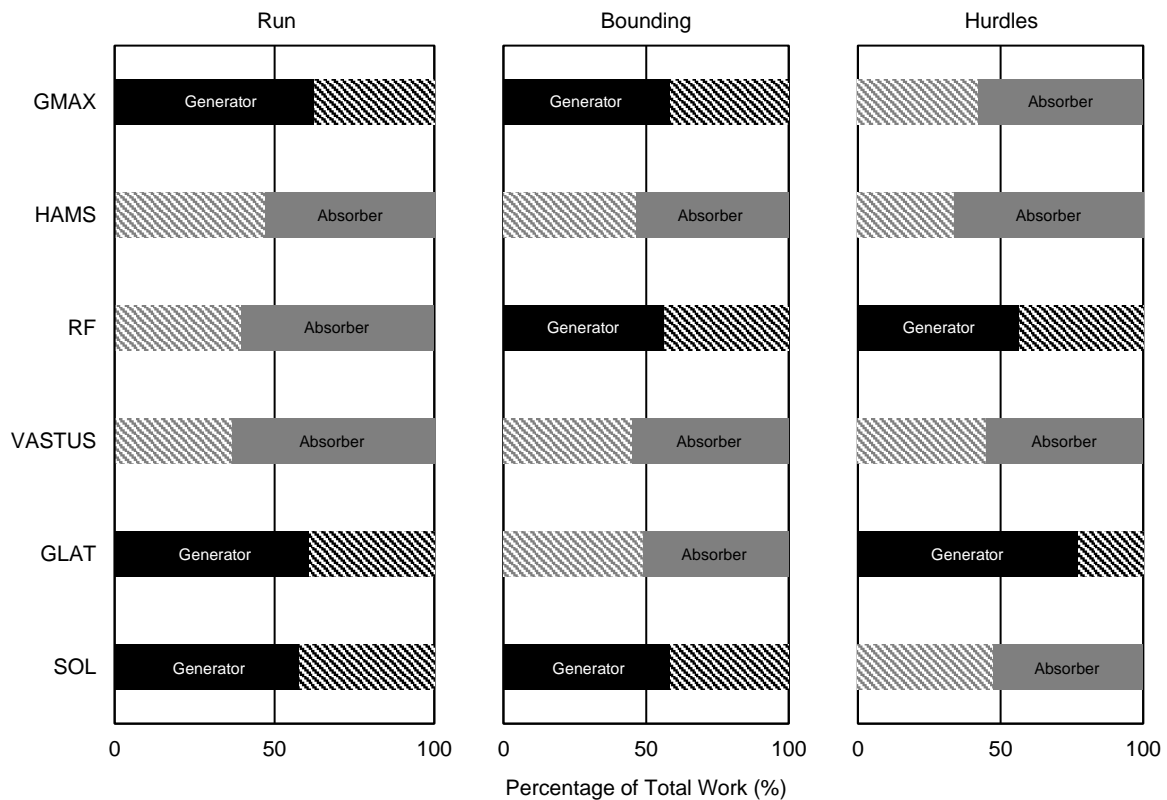 Run Bounding Hurdles
GMAX Generator Generator Absorber
HAMS Absorber Absorber Absorber
RF Absorber Generator Generator
VASTUS Absorber Absorber Absorber
GLAT Generator Absorber Generator
SOL Generator Generator Absorber
0 50 100 0 50 100 0 50 100
Percentage of Total Work (%)